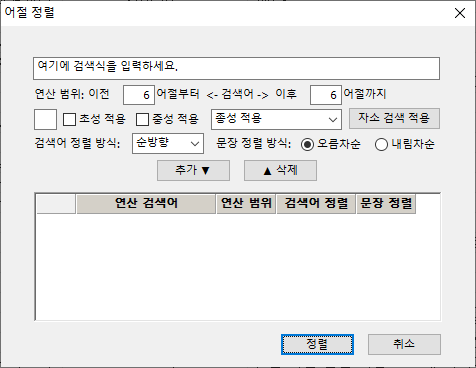 어절 정렬
여기에 검색식을 입력하세요.
연산 범위: 이전 6 어절부터 <- 검색어 -> 이후 6 어절까지
초성 적용 중성 적용 종성 적용 자소 검색 적용
검색어 정렬 방식: 순방향 문장 정렬 방식: 오름차순 내림차순
추가 ▼ ▲ 삭제
연산 검색어 연산 범위 검색어 정렬 문장 정렬
정렬 취소